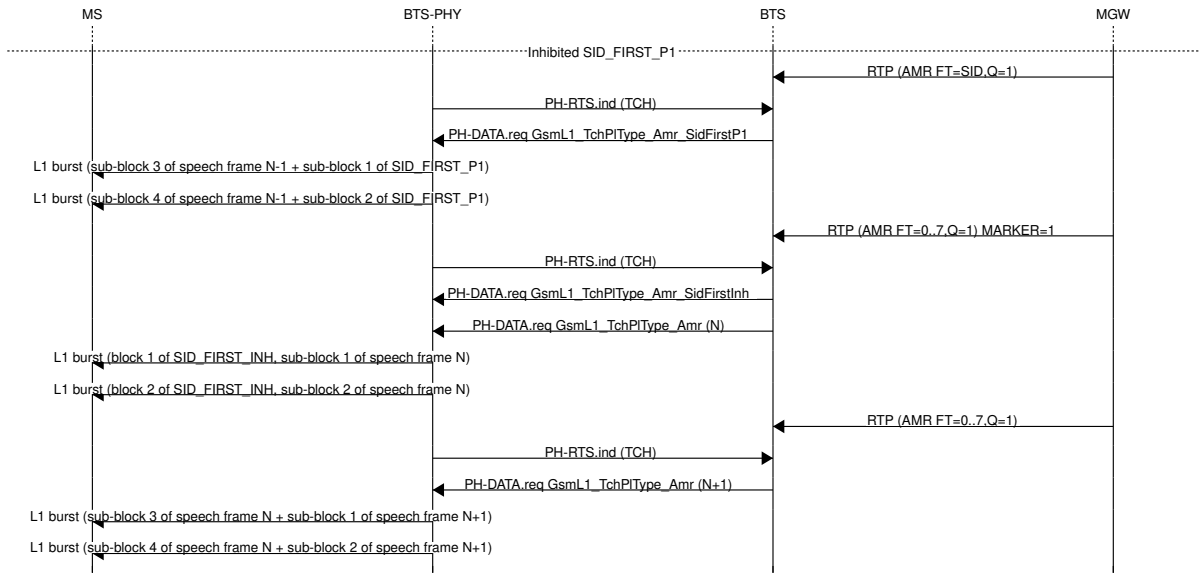 MS BTS-PHY BTS MGW
Inhibited SID_FIRST_P1
RTP (AMR FT=SID,Q=1)
PH-RTS.ind (TCH)
PH-DATA.req GsmL1_TchPlType_Amr_SidFirstP1
L1 burst (sub-block 3 of speech frame N-1 + sub-block 1 of SID_FIRST_P1)
L1 burst (sub-block 4 of speech frame N-1 + sub-block 2 of SID_FIRST_P1)
RTP (AMR FT=0..7,Q=1) MARKER=1
PH-RTS.ind (TCH)
PH-DATA.req GsmL1_TchPlType_Amr_SidFirstInh
PH-DATA.req GsmL1_TchPlType_Amr (N)
L1 burst (block 1 of SID_FIRST_INH, sub-block 1 of speech frame N)
L1 burst (block 2 of SID_FIRST_INH, sub-block 2 of speech frame N)
RTP (AMR FT=0..7,Q=1)
PH-RTS.ind (TCH)
PH-DATA.req GsmL1_TchPlType_Amr (N+1)
L1 burst (sub-block 3 of speech frame N + sub-block 1 of speech frame N+1)
L1 burst (sub-block 4 of speech frame N + sub-block 2 of speech frame N+1)